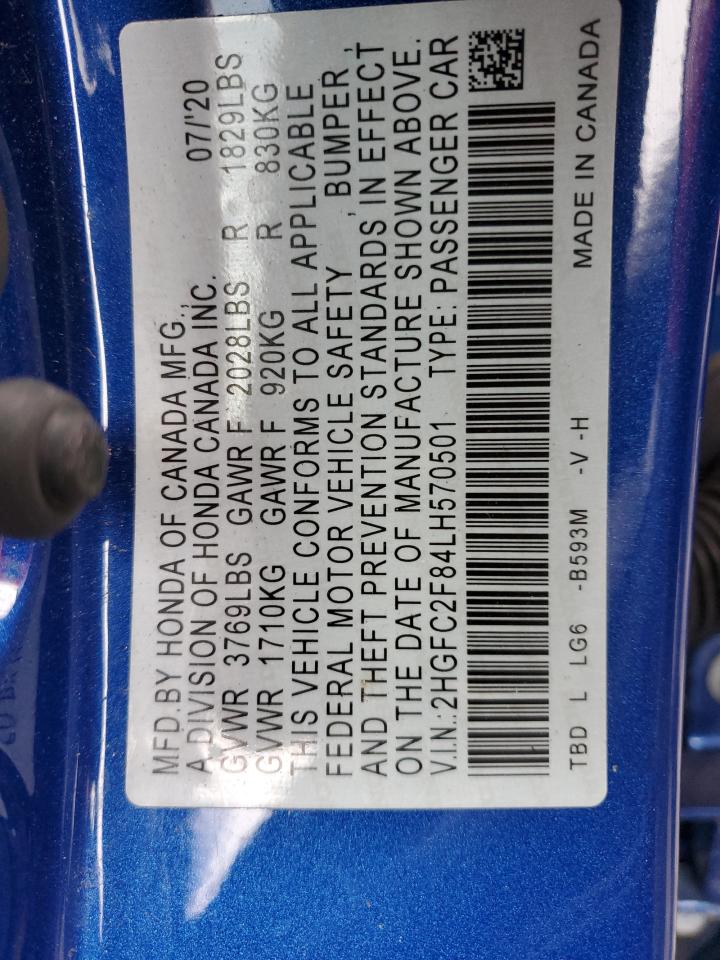 MFD.BY HONDA OF CANADA MFG., 07/'20
A DIVISION OF HONDA CANADA INC.
GVWR 3769LBS GAWR F 2028LBS R 1829LBS
GVWR 1710KG GAWR F 920KG R 830KG
THIS VEHICLE CONFORMS TO ALL APPLICABLE
FEDERAL MOTOR VEHICLE SAFETY , BUMPER ,
AND THEFT PREVENTION STANDARDS IN EFFECT
ON THE DATE OF MANUFACTURE SHOWN ABOVE.
V.I.N.:2HGFC2F84LH570501 TYPE: PASSENGER CAR
TBD L LG6 -B593M -V -H MADE IN CANADA